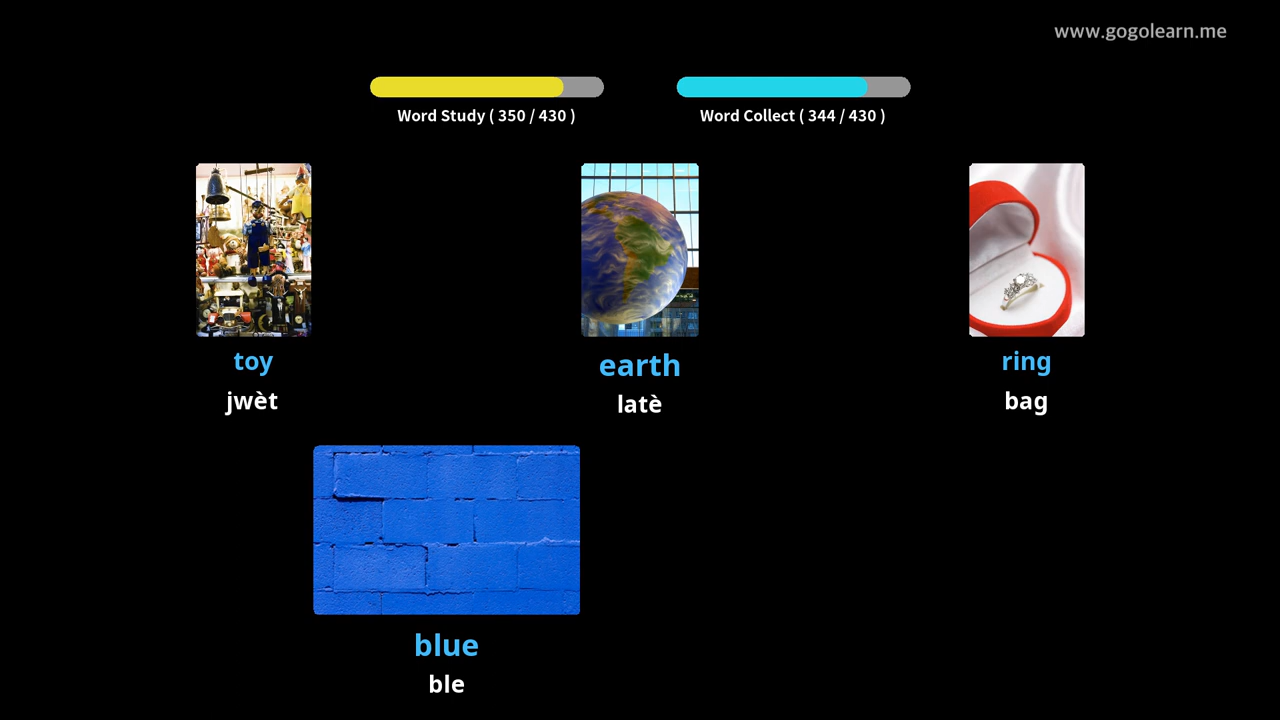 www.gogolearn.me
Word Study ( 350 / 430 )
Word Collect ( 344 / 430 )
toy
jwèt
earth
latè
ring
bag
blue
ble